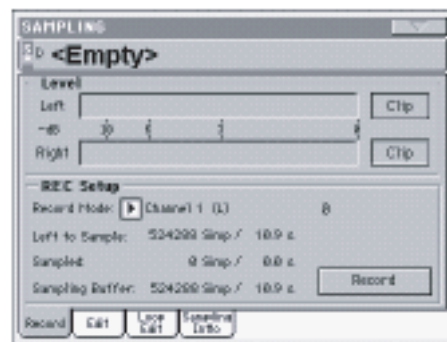 SAMPLING
<Empty>
Level
Left Clip
-dB
Right Clip
REC Setup
Record Mode: Channel 1 (L) 0
Left to Sample: 524288 Smp / 10.9 s.
Sampled: 0 Smp / 0.0 s.
Sampling Buffer: 524288 Smp / 10.9 s.
Record
Record Edit Loop Edit Sampling Info